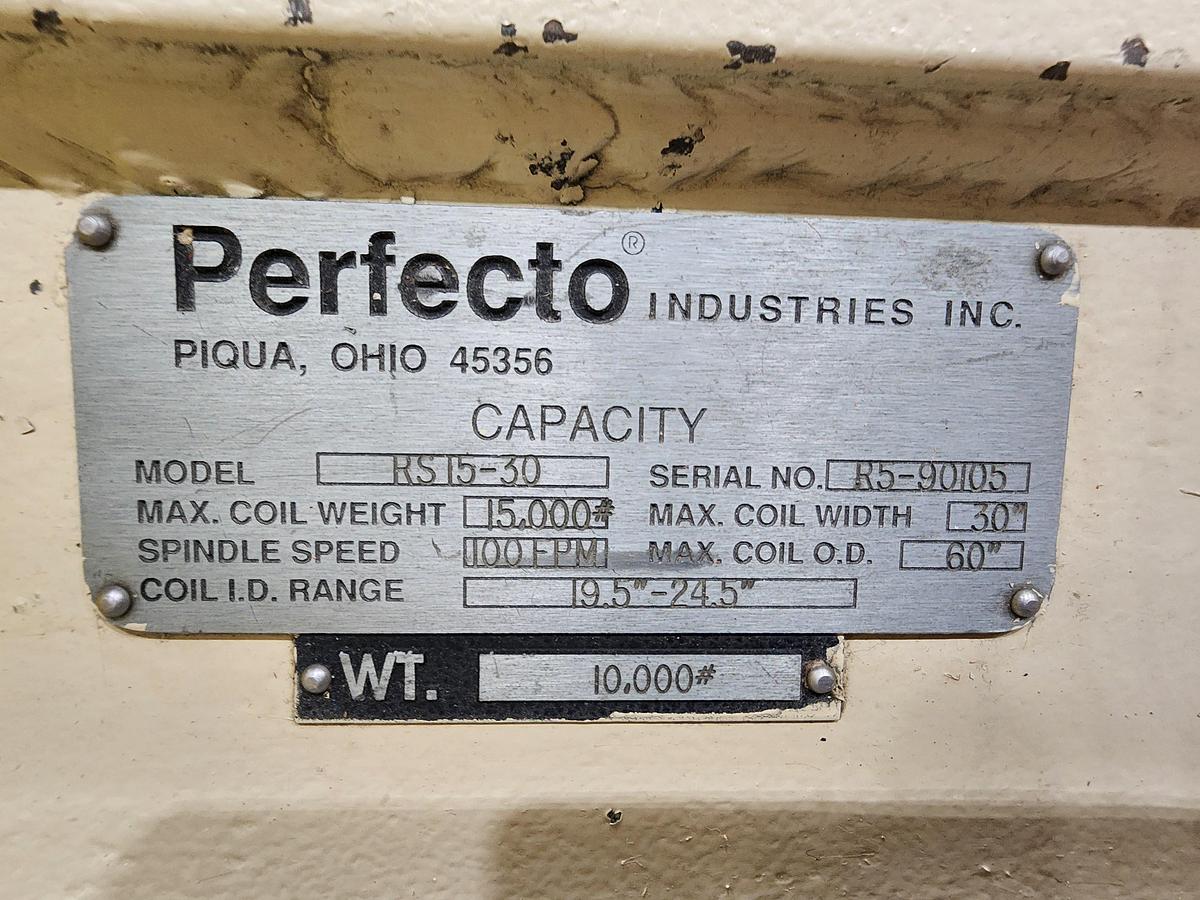 Perfecto® INDUSTRIES INC.
PIQUA, OHIO 45356
CAPACITY
MODEL RS15-30 SERIAL NO. R5-90105
MAX. COIL WEIGHT 15,000# MAX. COIL WIDTH 30"
SPINDLE SPEED 100 FPM MAX. COIL O.D. 60"
COIL I.D. RANGE 19.5"-24.5"
WT. 10,000#